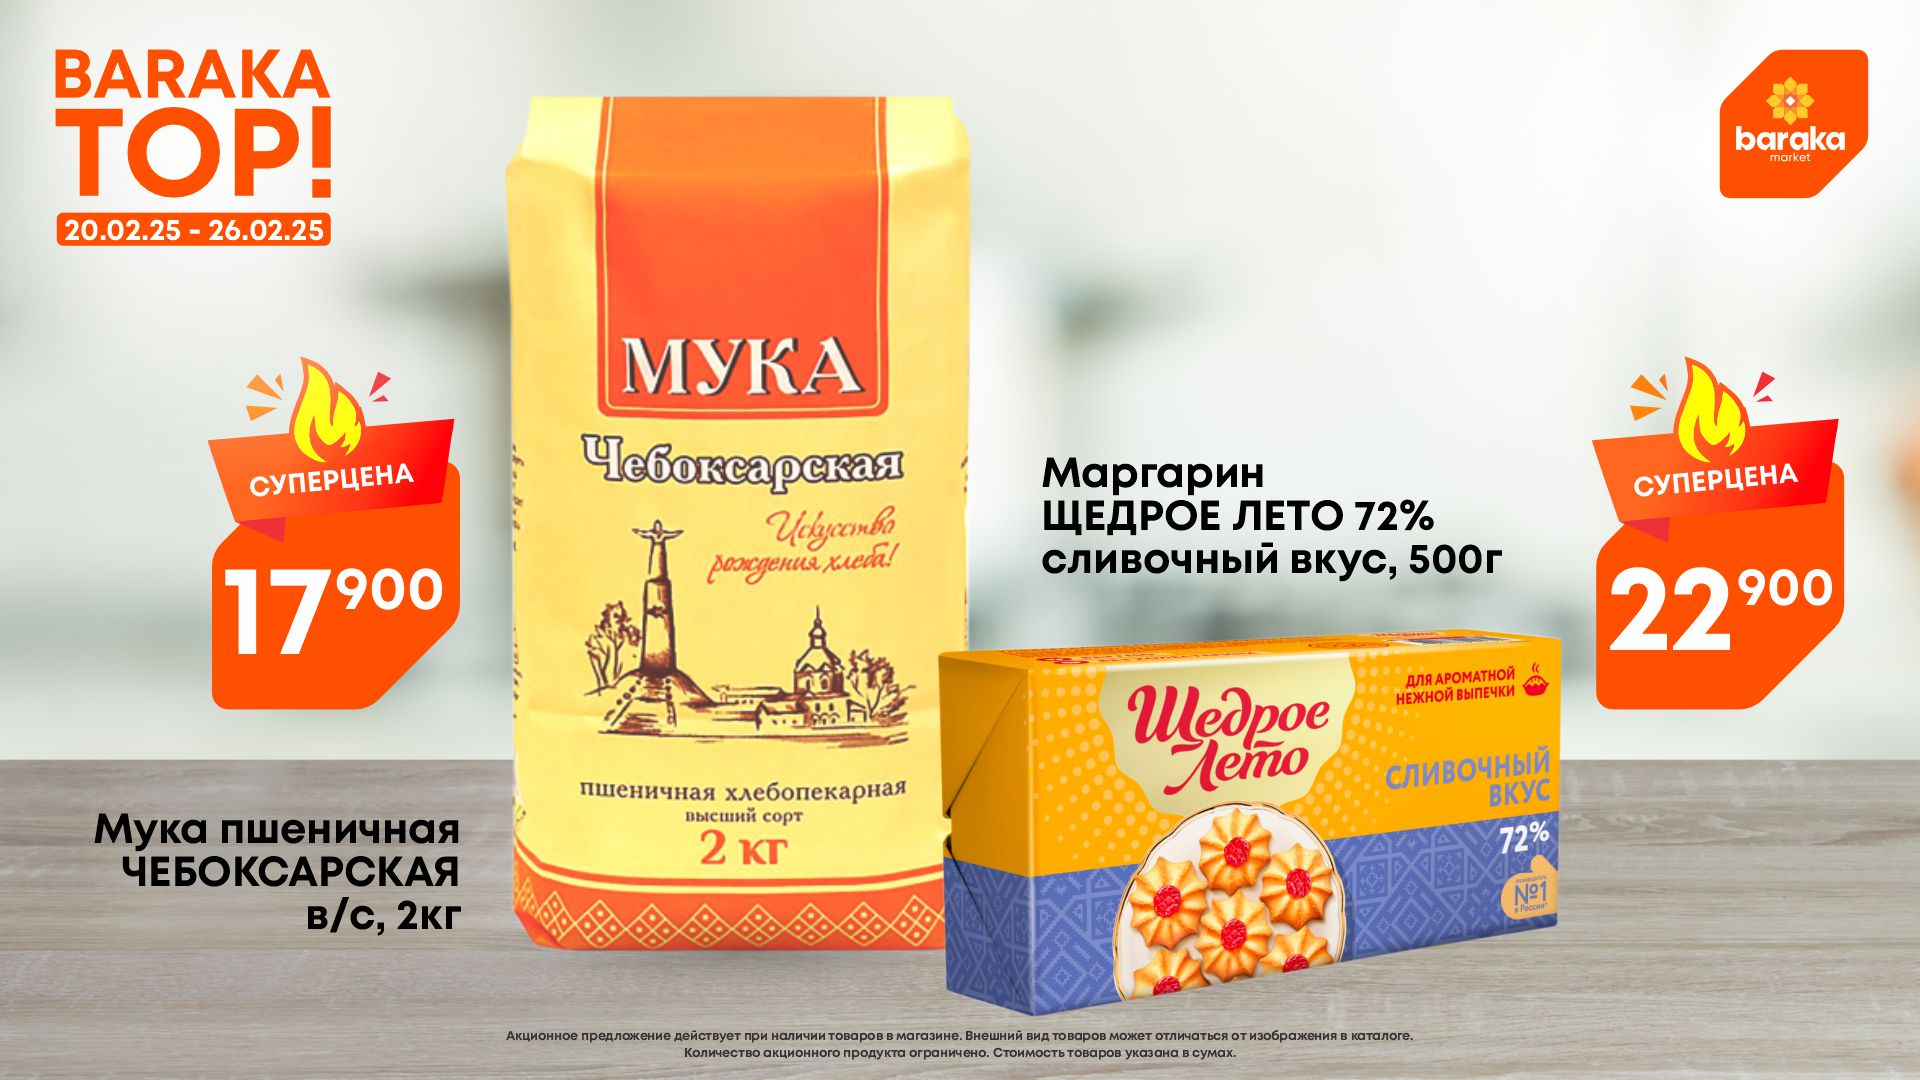 BARAKA
TOP!
20.02.25 - 26.02.25
baraka
market
СУПЕРЦЕНА
17 900
МУКА
Чебоксарская
Искусство
рождения хлеба!
пшеничная хлебопекарная
высший сорт
2 кг
Мука пшеничная
ЧЕБОКСАРСКАЯ
в/с, 2кг
Маргарин
ЩЕДРОЕ ЛЕТО 72%
сливочный вкус, 500г
СУПЕРЦЕНА
22 900
Щедрое
Лето
ДЛЯ АРОМАТНОЙ
НЕЖНОЙ ВЫПЕЧКИ
СЛИВОЧНЫЙ
ВКУС
72%
№1
в России*
Акционное предложение действует при наличии товаров в магазине. Внешний вид товаров может отличаться от изображения в каталоге.
Количество акционного продукта ограничено. Стоимость товаров указана в сумах.